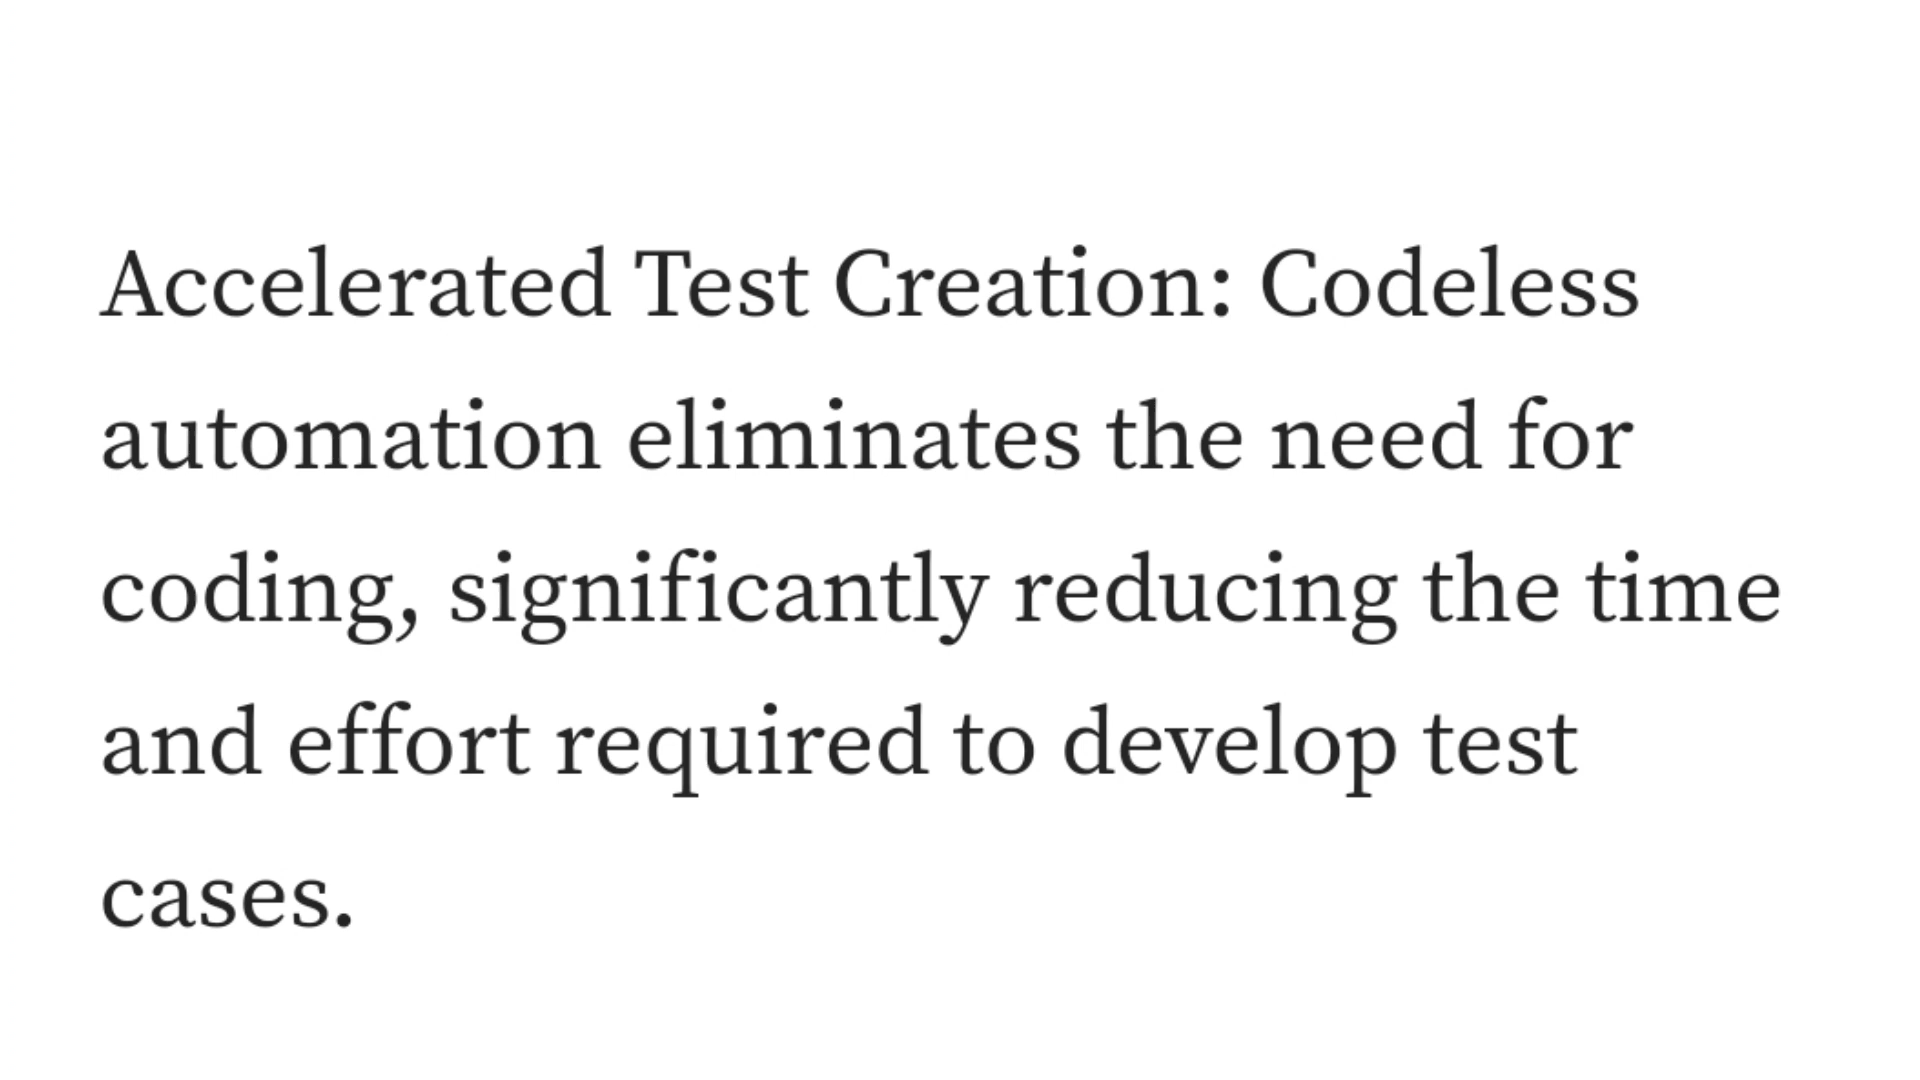 Accelerated Test Creation: Codeless
automation eliminates the need for
coding, significantly reducing the time
and effort required to develop test
cases.